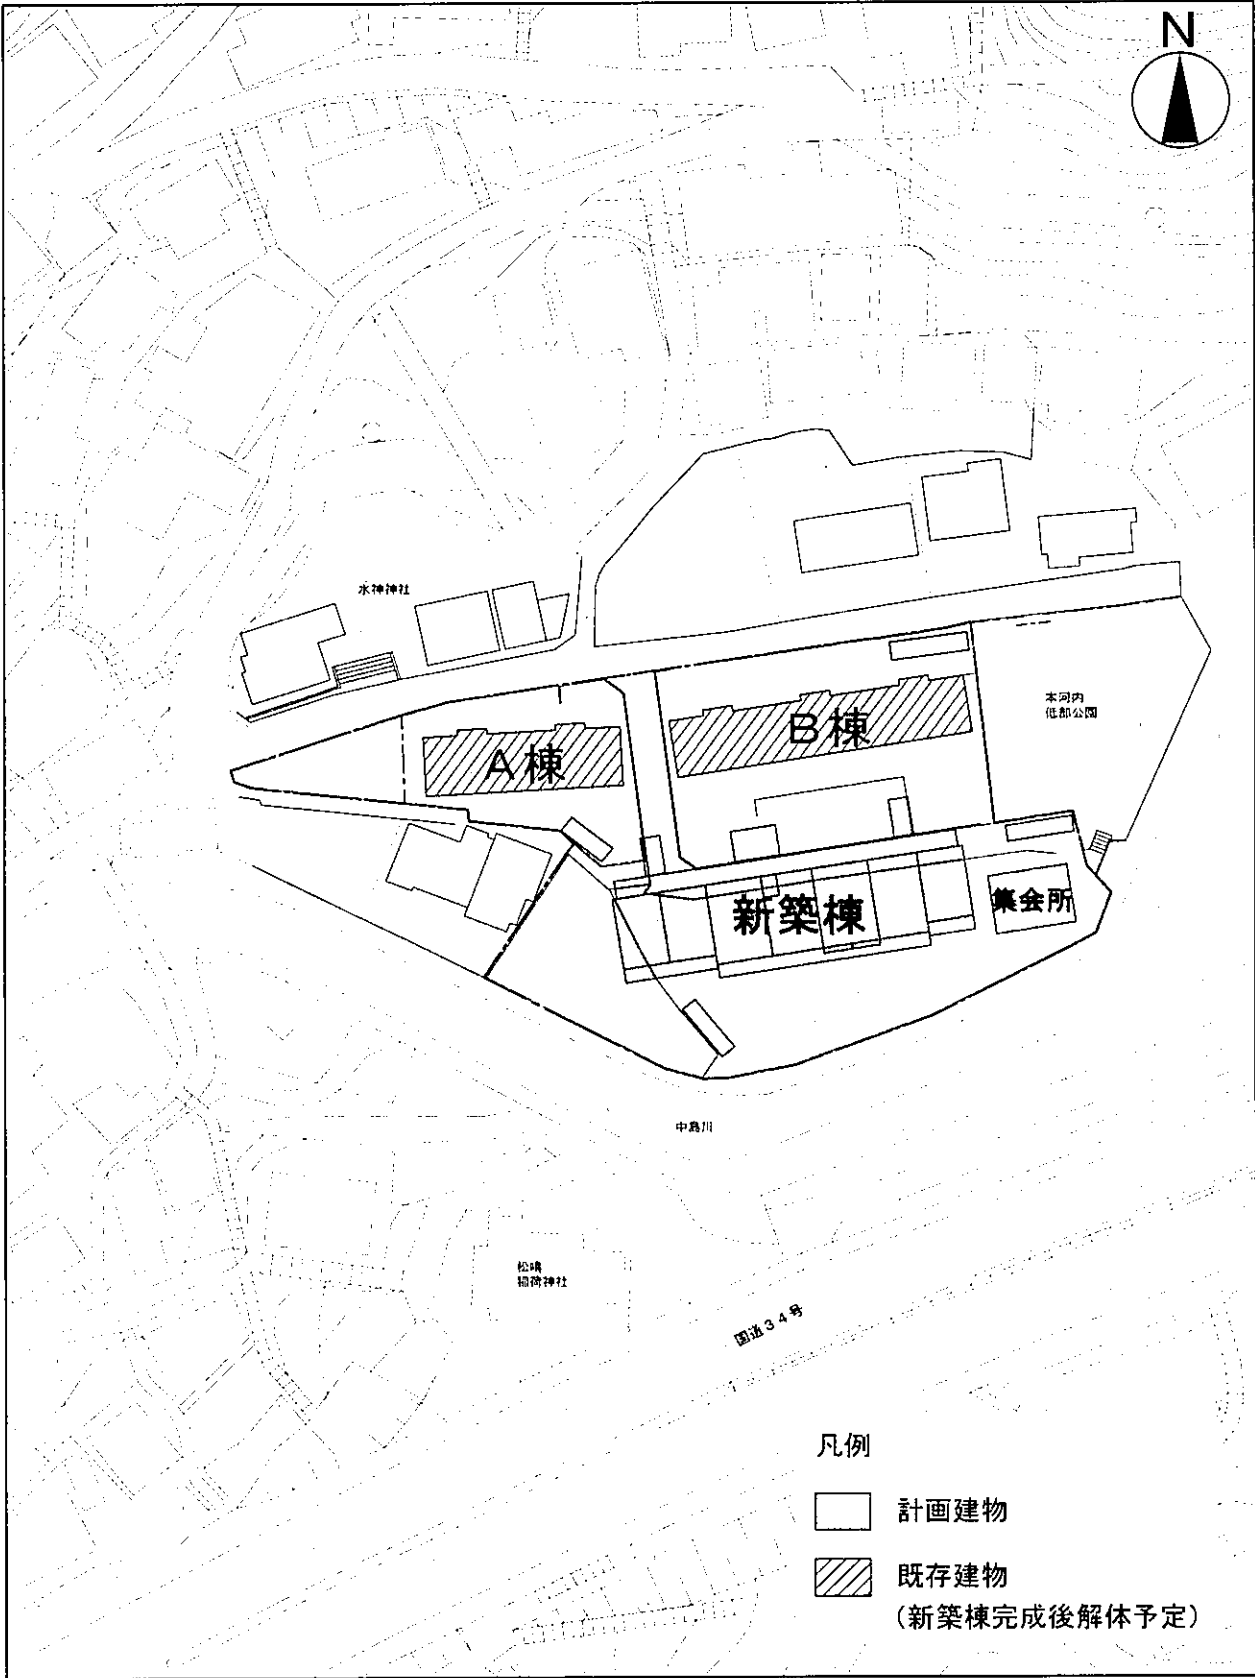 N
水神神社
本河内
低部公園
B棟
A棟
新築棟
集会所
中島川
松嶋
稲荷神社
国道34号
凡例
計画建物
既存建物
(新築棟完成後解体予定)